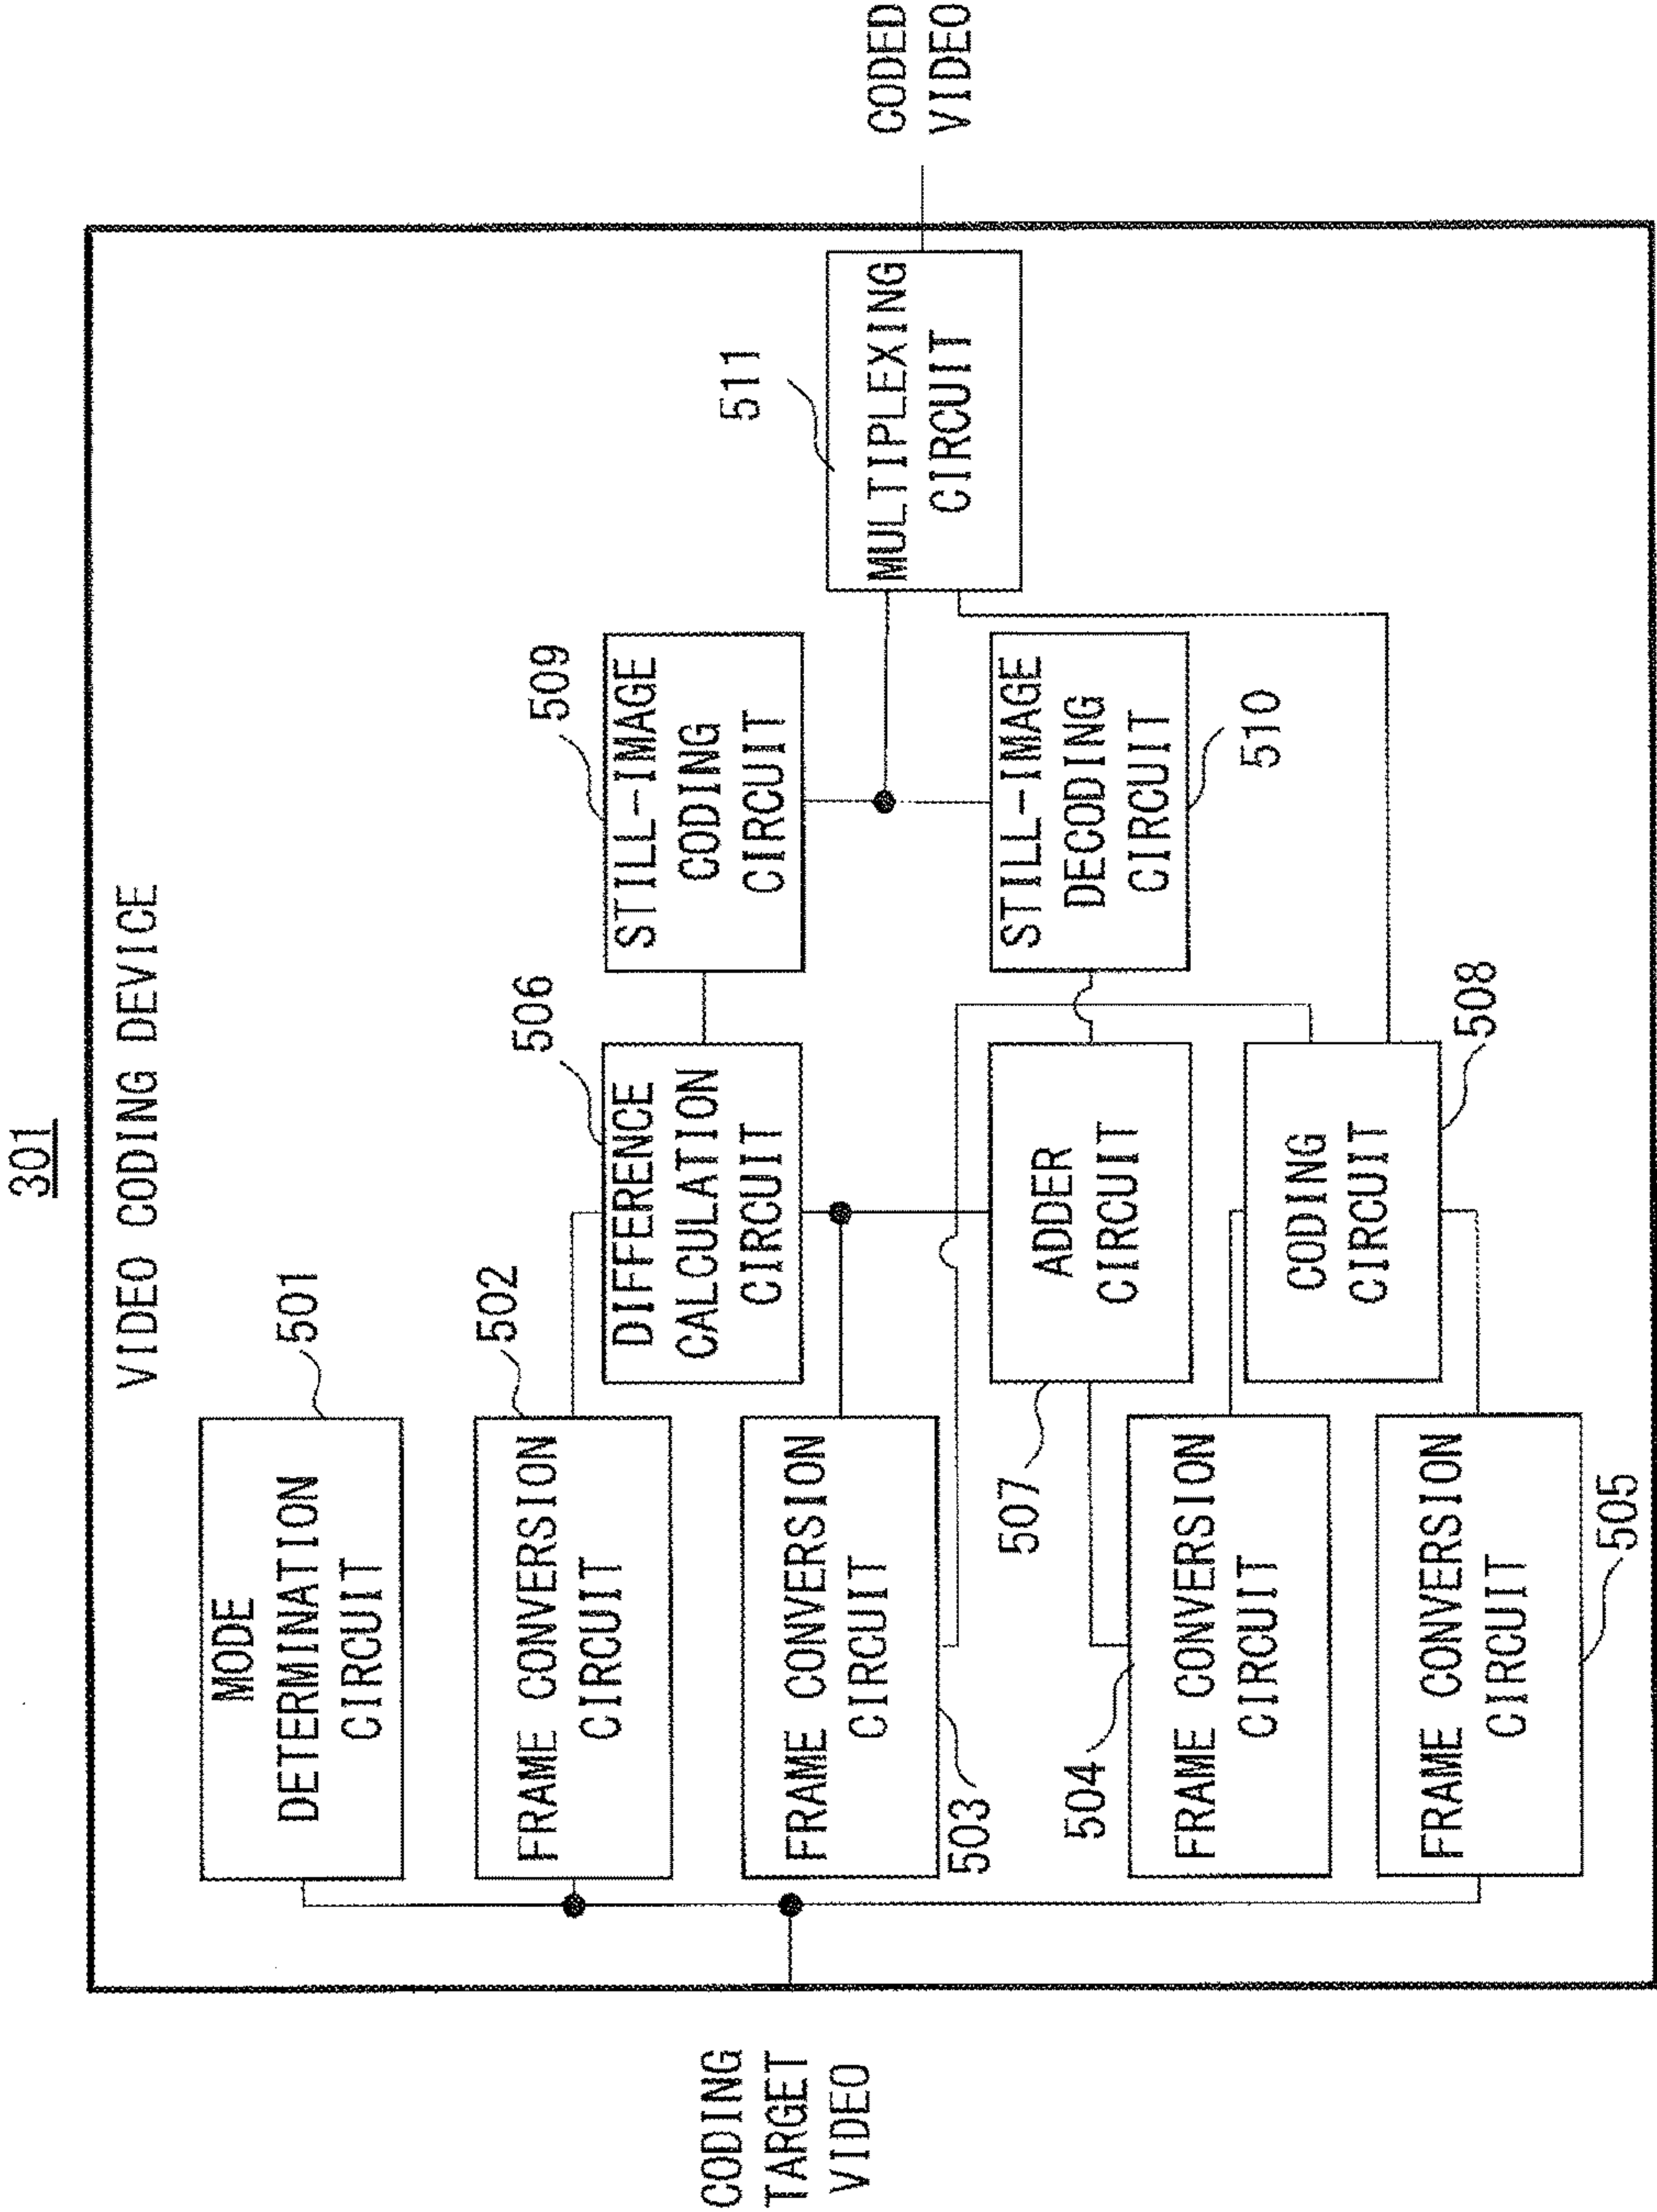 301
VIDEO CODING DEVICE
CODING
TARGET
VIDEO
MODE
DETERMINATION
CIRCUIT
501
FRAME CONVERSION
CIRCUIT
502
FRAME CONVERSION
CIRCUIT
503
504
FRAME CONVERSION
CIRCUIT
FRAME CONVERSION
CIRCUIT
505
506
DIFFERENCE
CALCULATION
CIRCUIT
507
ADDER
CIRCUIT
CODING
CIRCUIT
508
509
STILL-IMAGE
CODING
CIRCUIT
STILL-IMAGE
DECODING
CIRCUIT
510
511
MULTIPLEXING
CIRCUIT
CODED
VIDEO